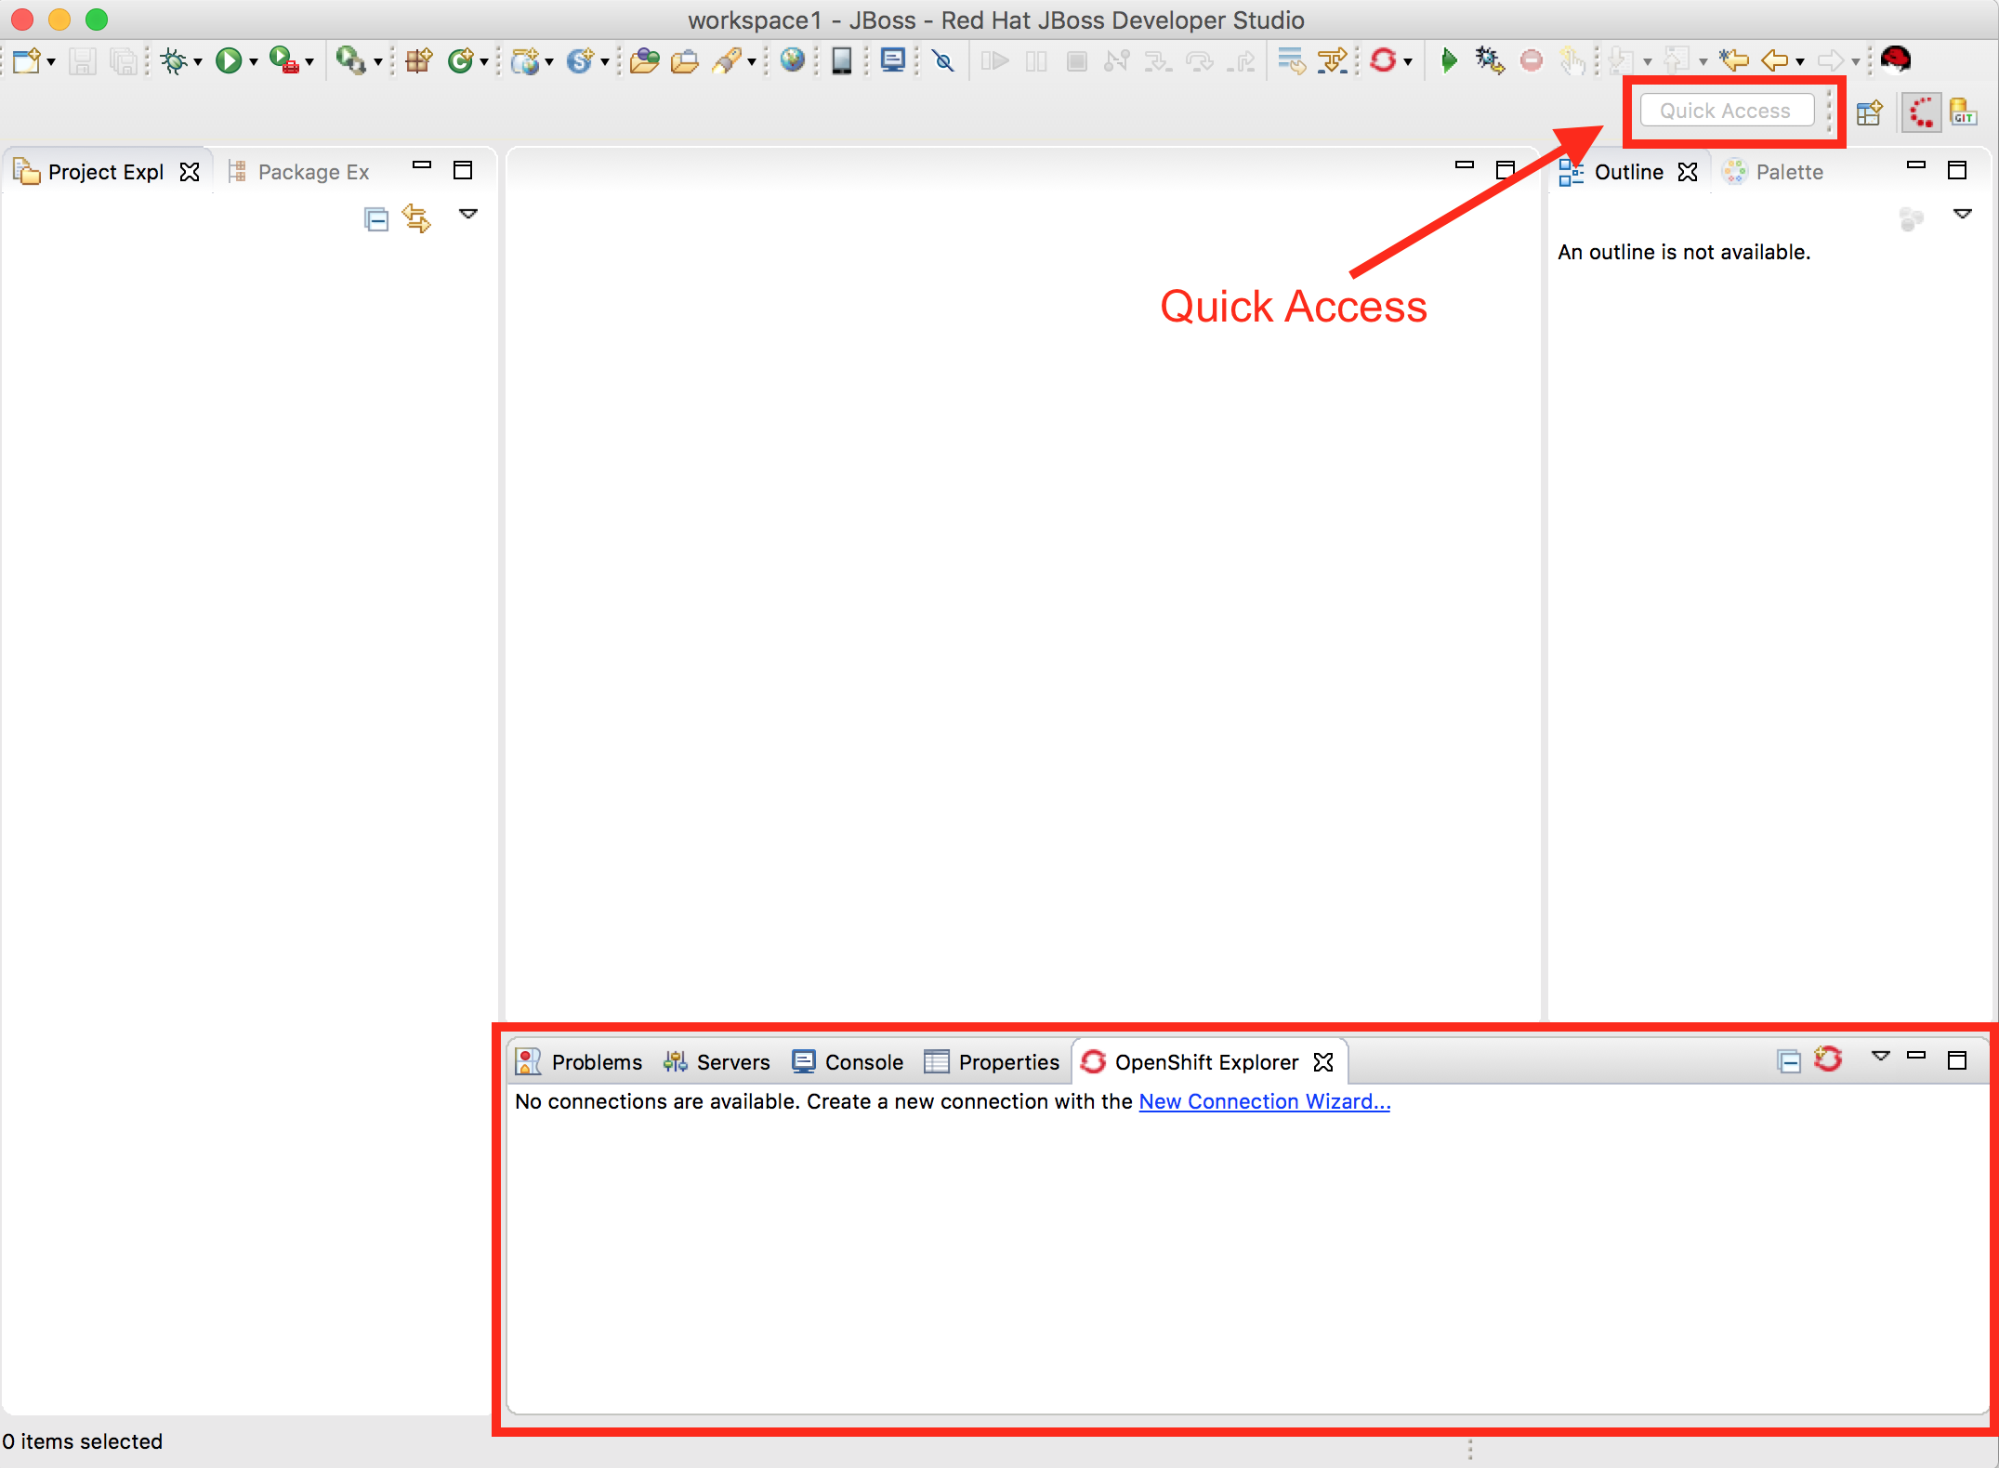 workspace1 - JBoss - Red Hat JBoss Developer Studio
Quick Access
GIT
Project Expl
Package Ex
Outline
Palette
An outline is not available.
Quick Access
Problems
Servers
Console
Properties
OpenShift Explorer
No connections are available. Create a new connection with the New Connection Wizard...
0 items selected